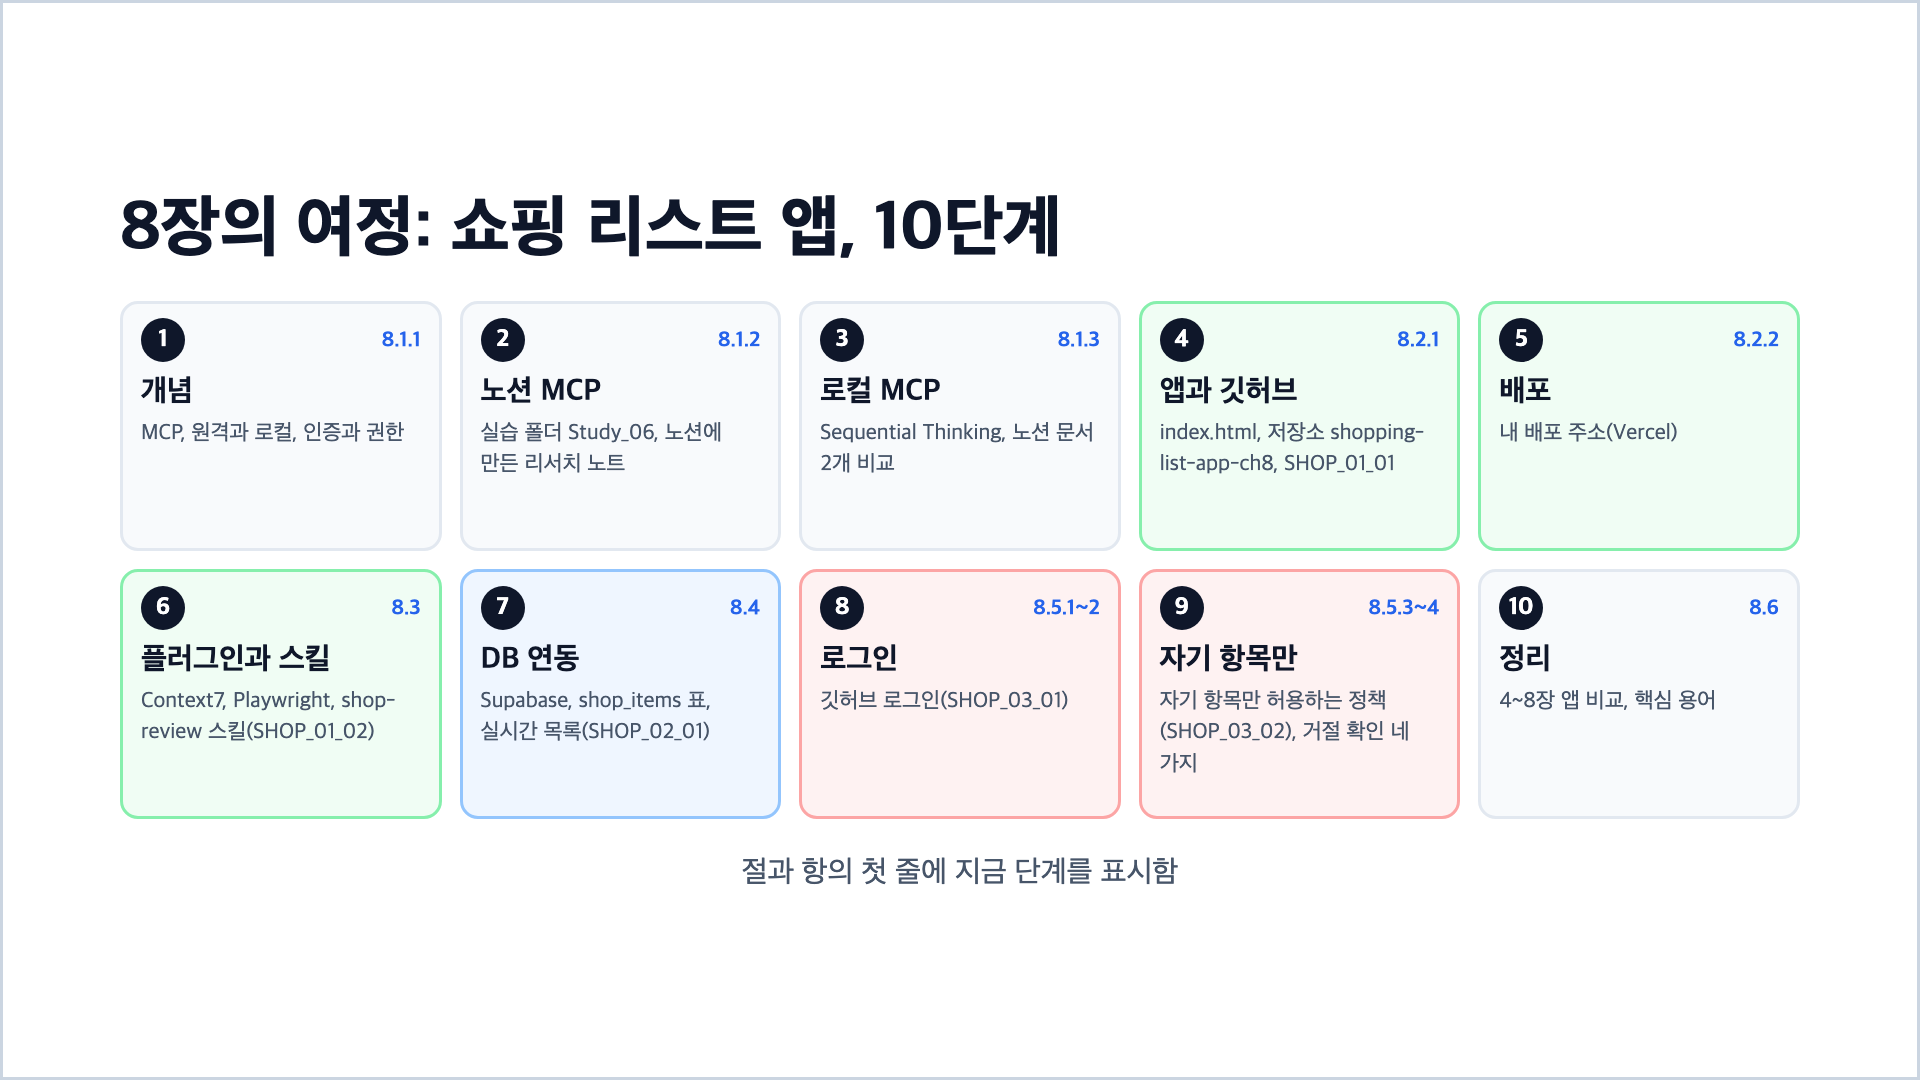 8장의 여정: 쇼핑 리스트 앱, 10단계
1
8.1.1
개념
MCP, 원격과 로컬, 인증과 권한
2
8.1.2
노션 MCP
실습 폴더 Study_06, 노션에
만든 리서치 노트
3
8.1.3
로컬 MCP
Sequential Thinking, 노션 문서
2개 비교
4
8.2.1
앱과 깃허브
index.html, 저장소 shopping-
list-app-ch8, SHOP_01_01
5
8.2.2
배포
내 배포 주소(Vercel)
6
8.3
플러그인과 스킬
Context7, Playwright, shop-
review 스킬(SHOP_01_02)
7
8.4
DB 연동
Supabase, shop_items 표,
실시간 목록(SHOP_02_01)
8
8.5.1~2
로그인
깃허브 로그인(SHOP_03_01)
9
8.5.3~4
자기 항목만
자기 항목만 허용하는 정책
(SHOP_03_02), 거절 확인 네
가지
10
8.6
정리
4~8장 앱 비교, 핵심 용어
절과 항의 첫 줄에 지금 단계를 표시함